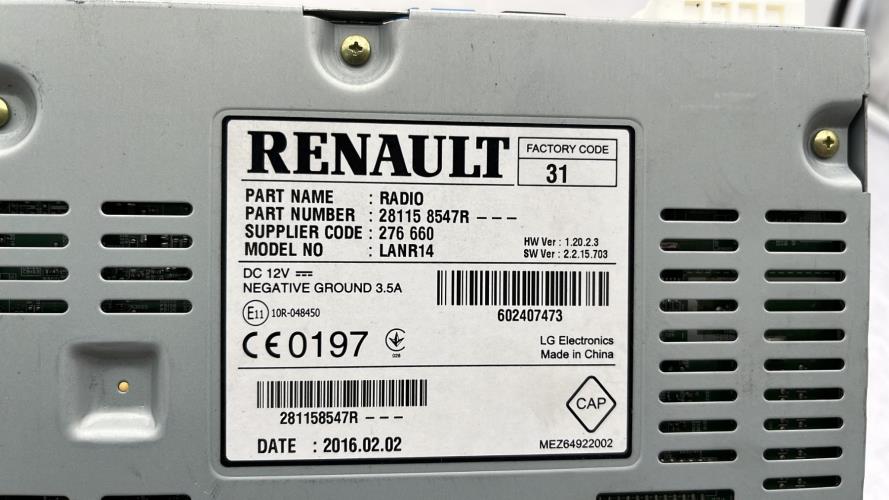 RENAULT
FACTORY CODE
31
PART NAME : RADIO
PART NUMBER : 28115 8547R - - -
SUPPLIER CODE : 276 660
MODEL NO : LANR14
HW Ver : 1.20.2.3
SW Ver : 2.2.15.703
DC 12V
NEGATIVE GROUND 3.5A
E11 10R-048450
602407473
CE 0197
028
LG Electronics
Made in China
281158547R - - -
CAP
DATE : 2016.02.02
MEZ64922002